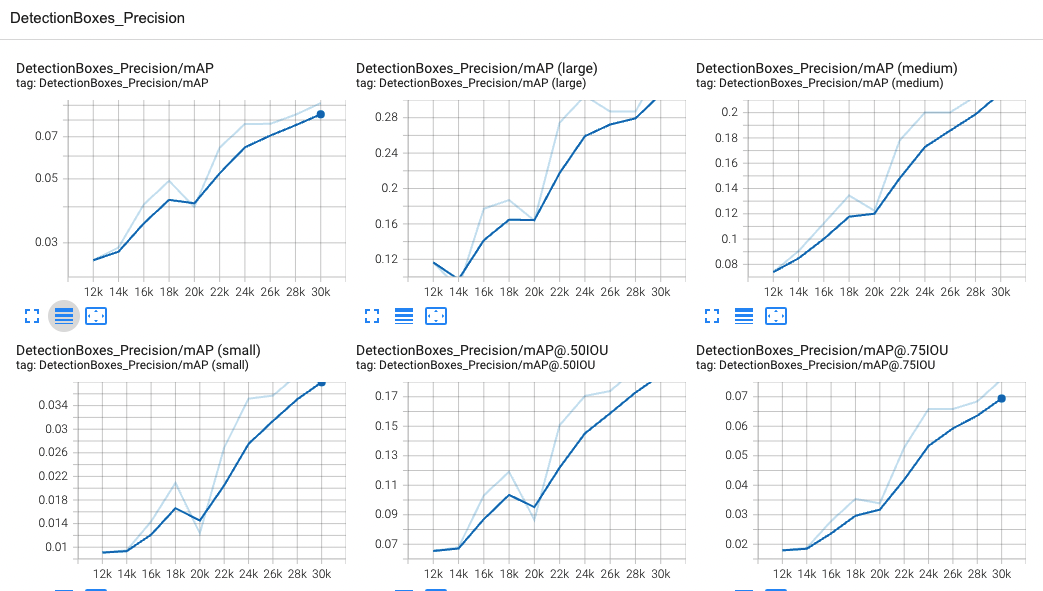 DetectionBoxes_Precision
DetectionBoxes_Precision/mAP
tag: DetectionBoxes_Precision/mAP
0.07
0.05
0.03
12k 14k 16k 18k 20k 22k 24k 26k 28k 30k
DetectionBoxes_Precision/mAP (large)
tag: DetectionBoxes_Precision/mAP (large)
0.28
0.24
0.2
0.16
0.12
12k 14k 16k 18k 20k 22k 24k 26k 28k 30k
DetectionBoxes_Precision/mAP (medium)
tag: DetectionBoxes_Precision/mAP (medium)
0.2
0.18
0.16
0.14
0.12
0.1
0.08
12k 14k 16k 18k 20k 22k 24k 26k 28k 30k
DetectionBoxes_Precision/mAP (small)
tag: DetectionBoxes_Precision/mAP (small)
0.034
0.03
0.026
0.022
0.018
0.014
0.01
12k 14k 16k 18k 20k 22k 24k 26k 28k 30k
DetectionBoxes_Precision/mAP@.50IOU
tag: DetectionBoxes_Precision/mAP@.50IOU
0.17
0.15
0.13
0.11
0.09
0.07
12k 14k 16k 18k 20k 22k 24k 26k 28k 30k
DetectionBoxes_Precision/mAP@.75IOU
tag: DetectionBoxes_Precision/mAP@.75IOU
0.07
0.06
0.05
0.04
0.03
0.02
12k 14k 16k 18k 20k 22k 24k 26k 28k 30k